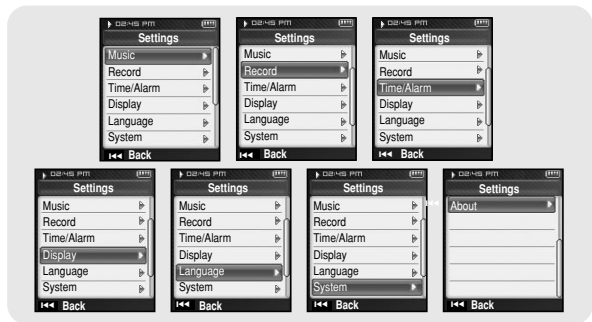 02:45 PM
Settings
Music
Record
Time/Alarm
Display
Language
System
Back
02:45 PM
Settings
Music
Record
Time/Alarm
Display
Language
System
Back
02:45 PM
Settings
Music
Record
Time/Alarm
Display
Language
System
Back
02:45 PM
Settings
Music
Record
Time/Alarm
Display
Language
System
Back
02:45 PM
Settings
Music
Record
Time/Alarm
Display
Language
System
Back
02:45 PM
Settings
Music
Record
Time/Alarm
Display
Language
System
Back
02:45 PM
Settings
About
Back